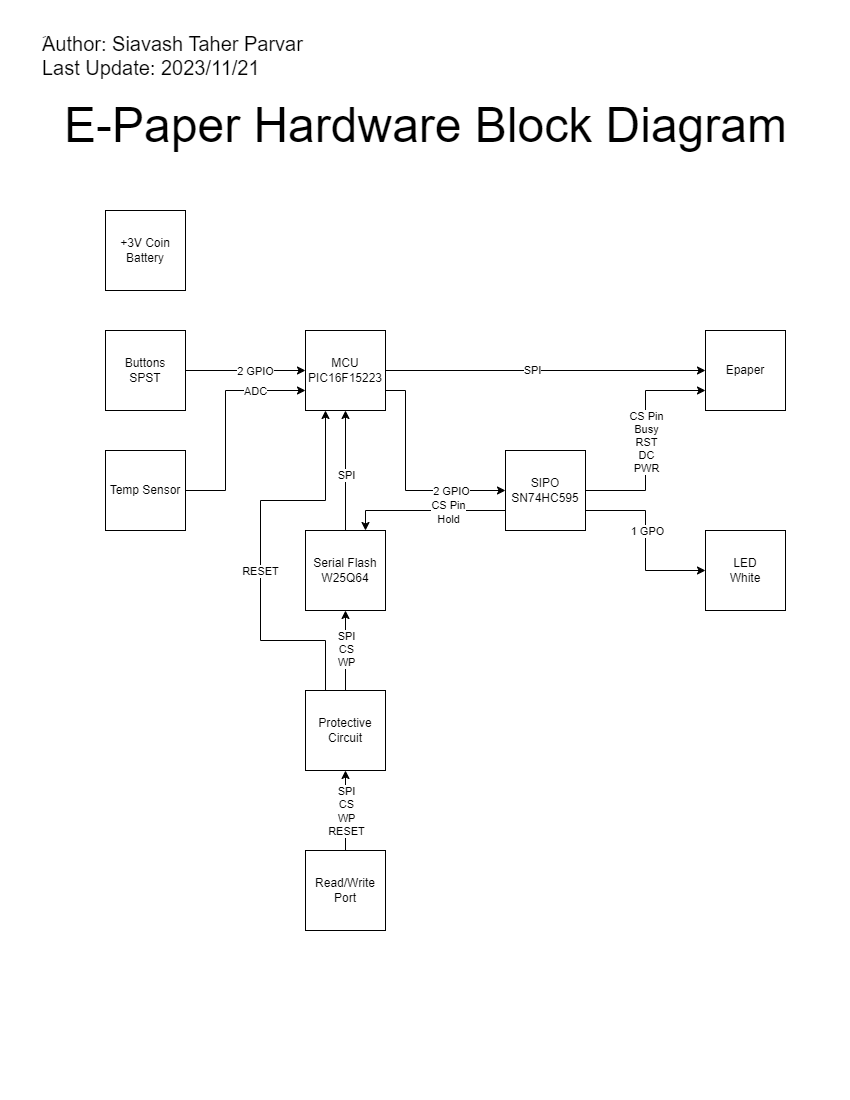 Author: Siavash Taher Parvar
Last Update: 2023/11/21
E-Paper Hardware Block Diagram
+3V Coin
Battery
Buttons
SPST
2 GPIO
ADC
MCU
PIC16F15223
SPI
Epaper
CS Pin
Busy
RST
DC
PWR
Temp Sensor
SPI
2 GPIO
CS Pin
Hold
SIPO
SN74HC595
1 GPO
LED
White
RESET
Serial Flash
W25Q64
SPI
CS
WP
Protective
Circuit
SPI
CS
WP
RESET
Read/Write
Port